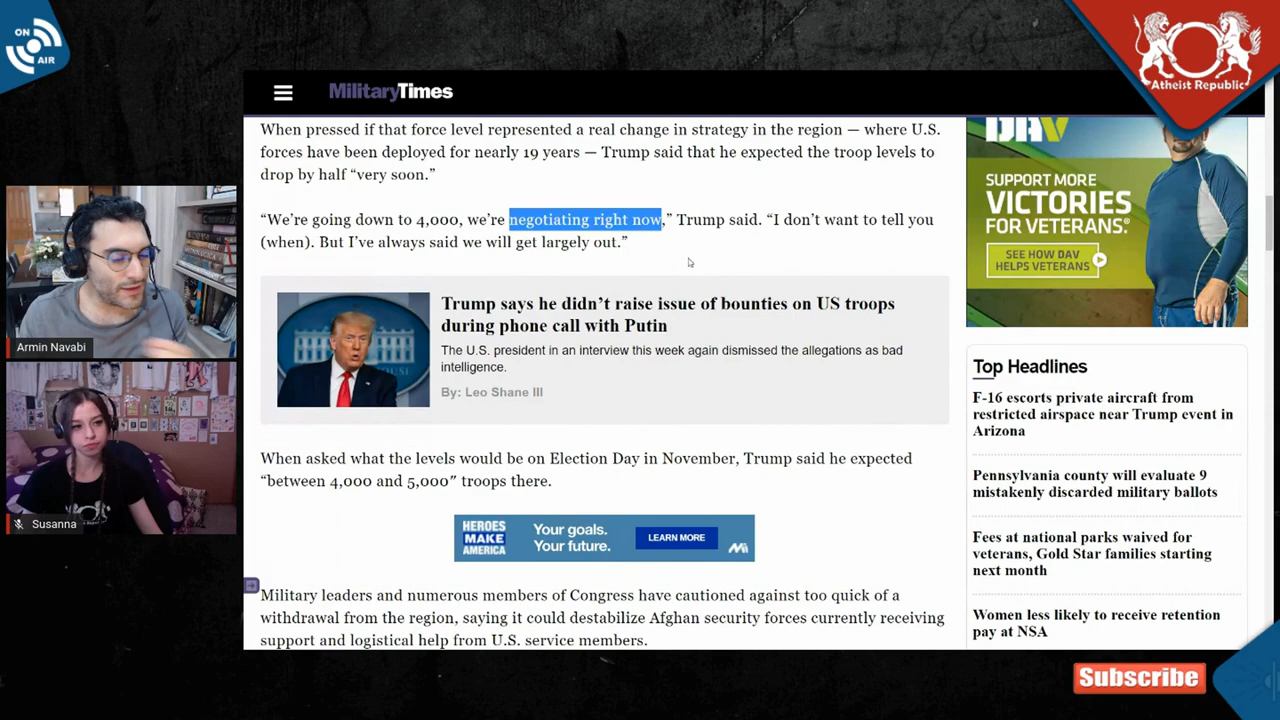 ON
AIR
Atheist Republic
MilitaryTimes
When pressed if that force level represented a real change in strategy in the region — where U.S.
forces have been deployed for nearly 19 years — Trump said that he expected the troop levels to
drop by half “very soon.”
“We’re going down to 4,000, we’re negotiating right now,” Trump said. “I don’t want to tell you
(when). But I’ve always said we will get largely out.”
Trump says he didn’t raise issue of bounties on US troops
during phone call with Putin
The U.S. president in an interview this week again dismissed the allegations as bad
intelligence.
By: Leo Shane III
When asked what the levels would be on Election Day in November, Trump said he expected
“between 4,000 and 5,000″ troops there.
HEROES
MAKE
AMERICA
Your goals.
Your future.
LEARN MORE
Military leaders and numerous members of Congress have cautioned against too quick of a
withdrawal from the region, saying it could destabilize Afghan security forces currently receiving
support and logistical help from U.S. service members.
DAV
SUPPORT MORE
VICTORIES
FOR VETERANS.
SEE HOW DAV
HELPS VETERANS
Top Headlines
F-16 escorts private aircraft from
restricted airspace near Trump event in
Arizona
Pennsylvania county will evaluate 9
mistakenly discarded military ballots
Fees at national parks waived for
veterans, Gold Star families starting
next month
Women less likely to receive retention
pay at NSA
Armin Navabi
Susanna
Subscribe